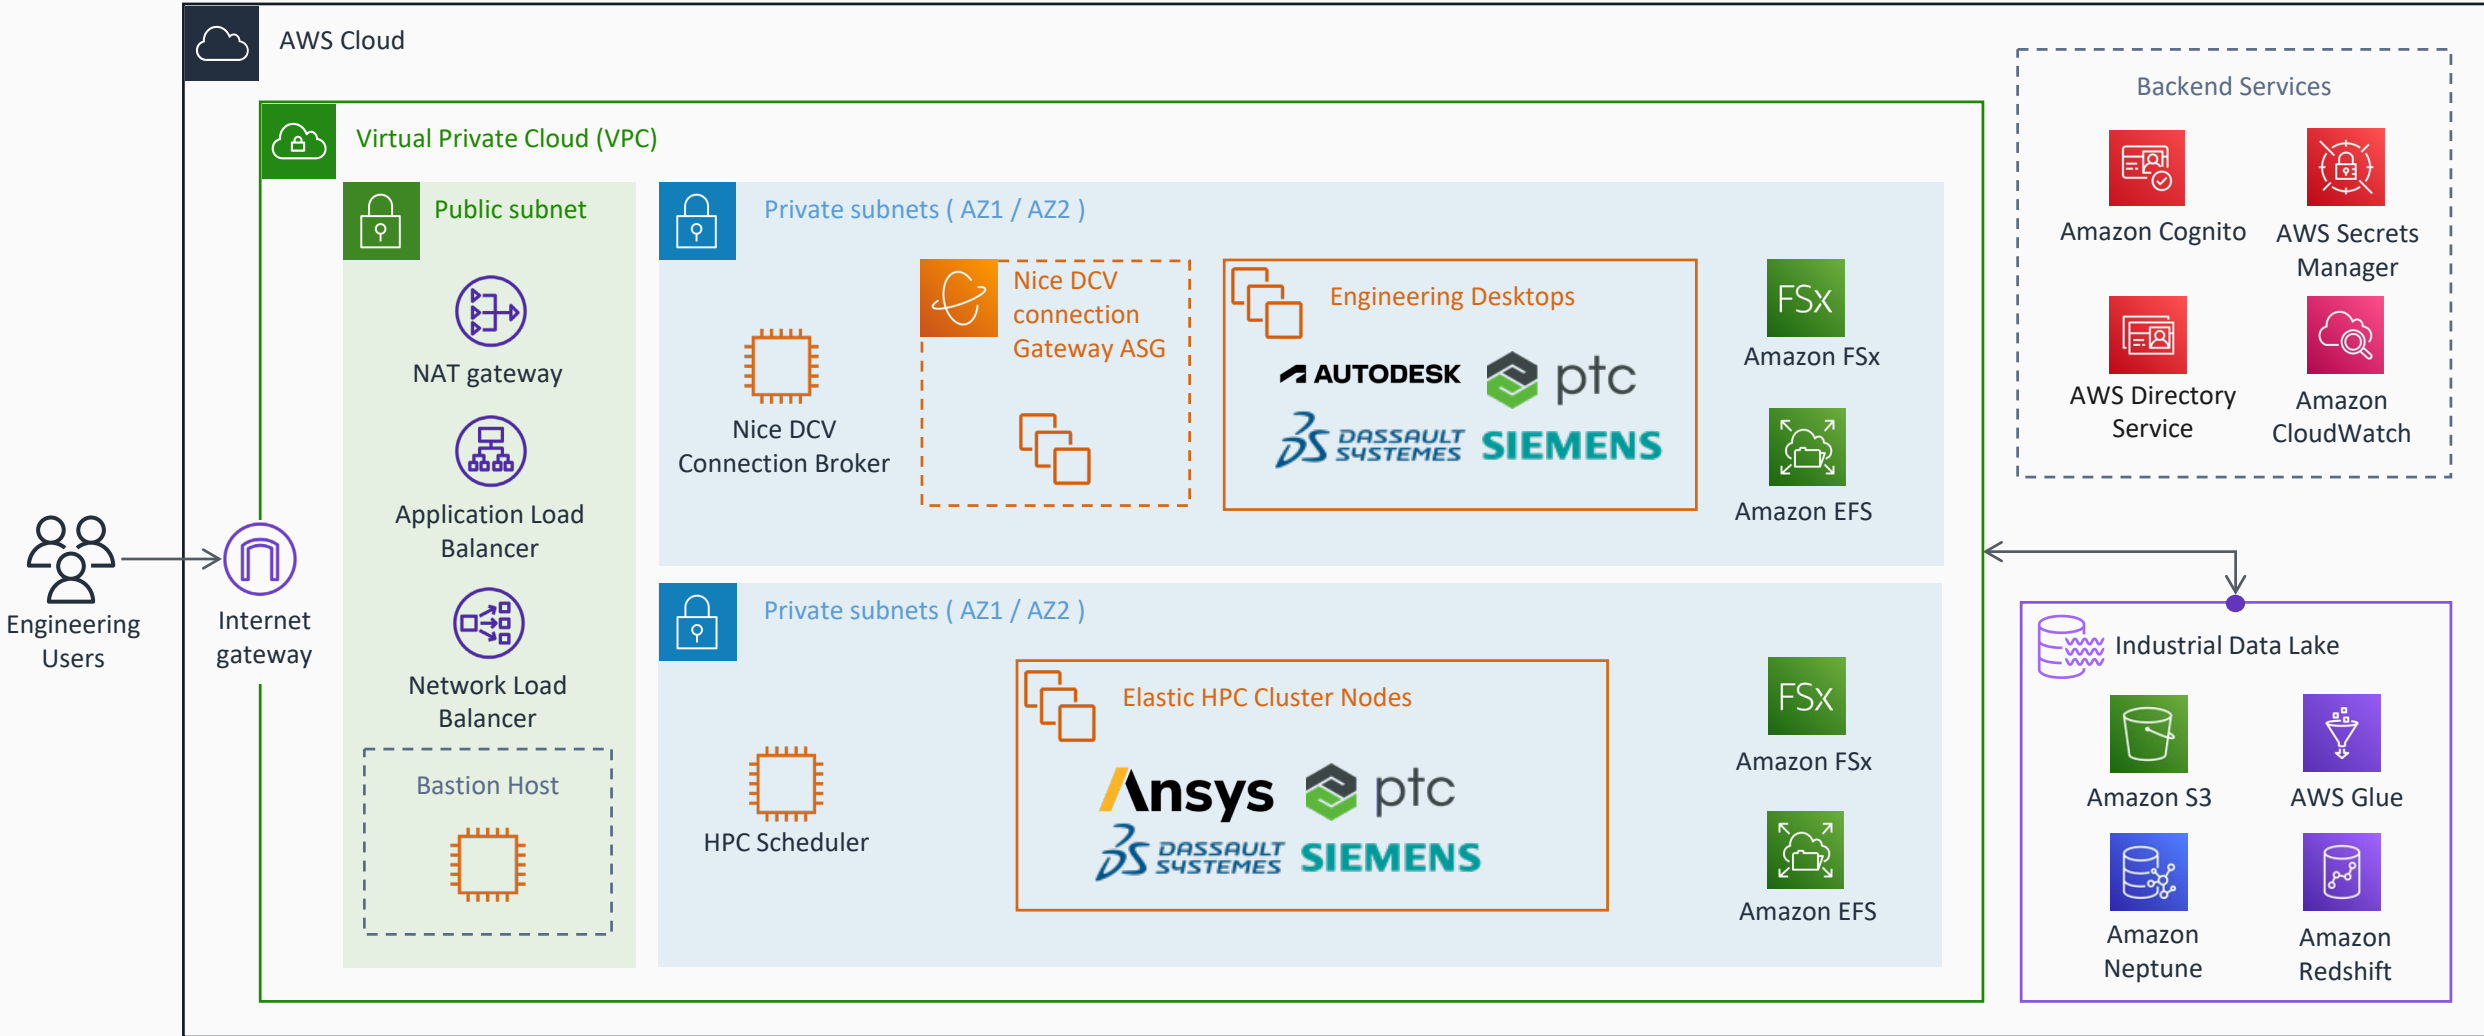 AWS Cloud
Backend Services
Amazon Cognito
AWS Secrets
Manager
AWS Directory
Service
Amazon
CloudWatch
Virtual Private Cloud (VPC)
Public subnet
NAT gateway
Application Load
Balancer
Network Load
Balancer
Bastion Host
Engineering
Users
Internet
gateway
Private subnets ( AZ1 / AZ2 )
Nice DCV
Connection Broker
Nice DCV
connection
Gateway ASG
Engineering Desktops
AUTODESK
ptc
DASSAULT
SYSTEMES
SIEMENS
FSx
Amazon FSx
Amazon EFS
Private subnets ( AZ1 / AZ2 )
HPC Scheduler
Elastic HPC Cluster Nodes
Ansys
ptc
DASSAULT
SYSTEMES
SIEMENS
FSx
Amazon FSx
Amazon EFS
Industrial Data Lake
Amazon S3
AWS Glue
Amazon
Neptune
Amazon
Redshift